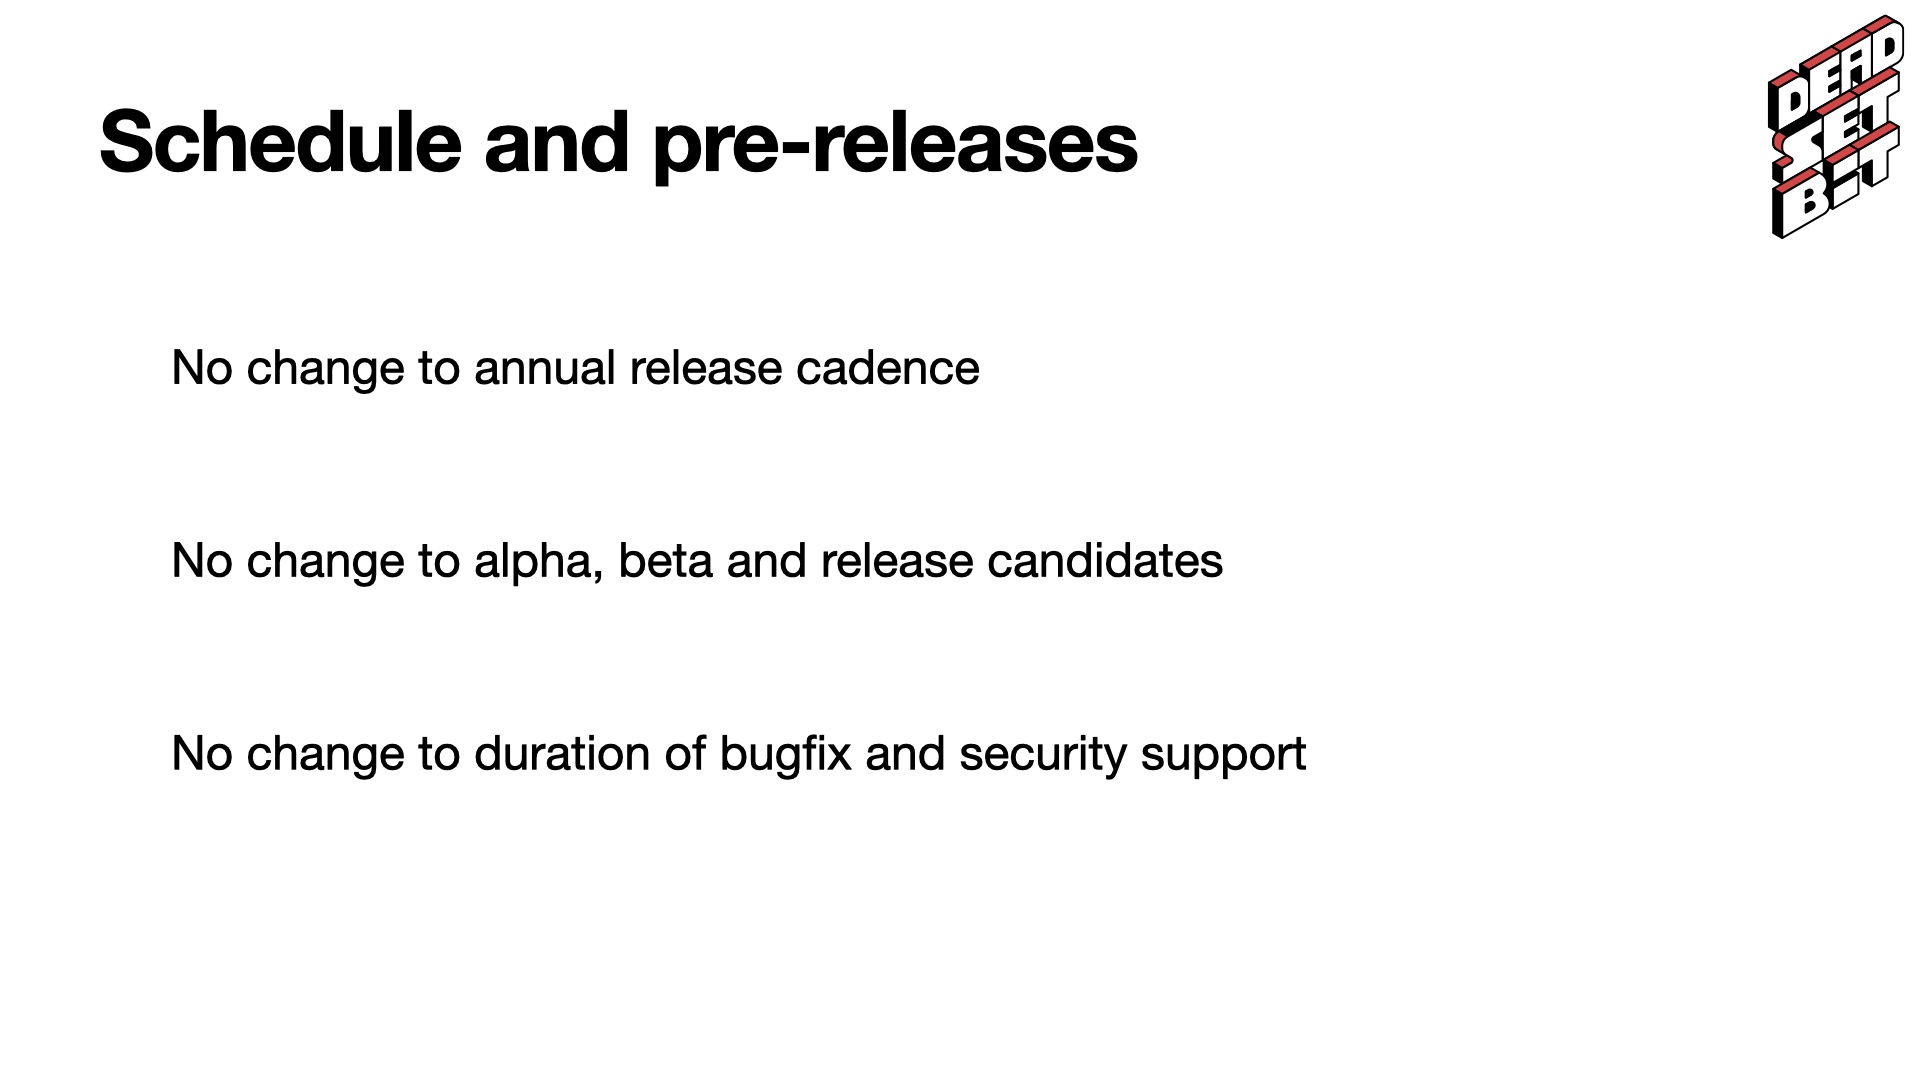 Schedule and pre-releases
DEAD
SET
BIT
No change to annual release cadence
No change to alpha, beta and release candidates
No change to duration of bugfix and security support